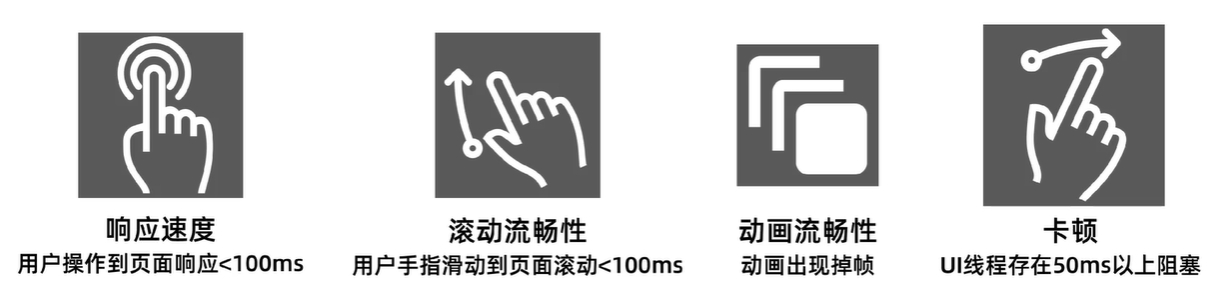 响应速度
用户操作到页面响应<100ms
滚动流畅性
用户手指滑动到页面滚动<100ms
动画流畅性
动画出现掉帧
卡顿
UI线程存在50ms以上阻塞